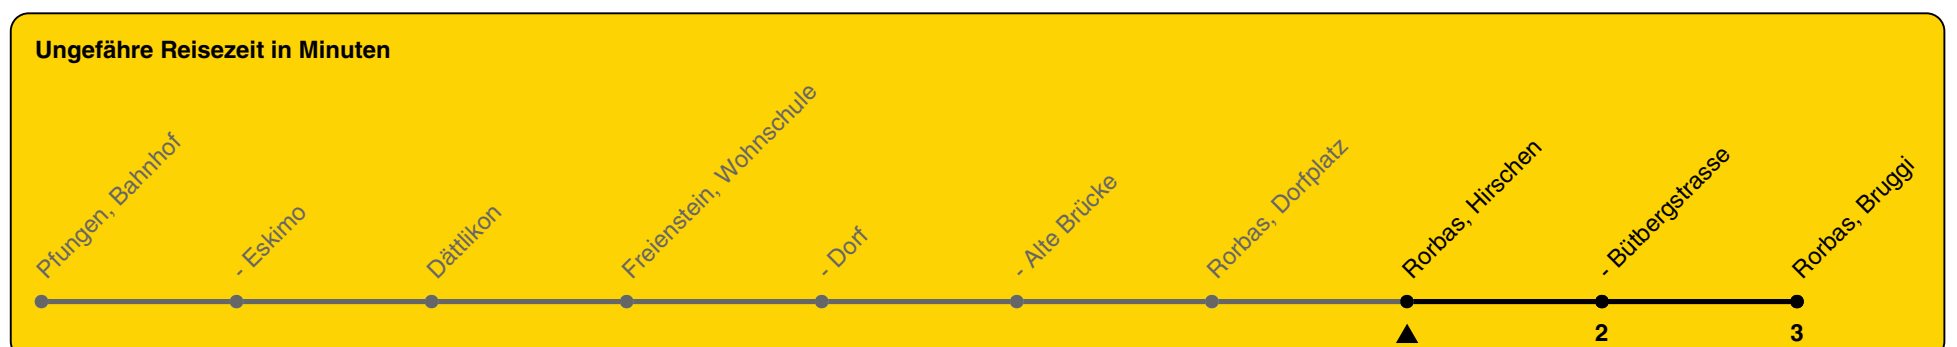 Ungefähre Reisezeit in Minuten
Pfungen, Bahnhof
- Eskimo
Dättlikon
Freienstein, Wohnschule
- Dorf
- Alte Brücke
Rorbas, Dorfplatz
Rorbas, Hirschen
- Bütbergstrasse
Rorbas, Bruggi
2
3